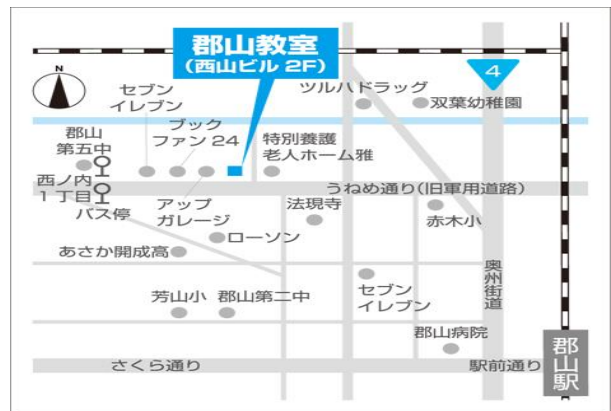 郡山教室
(西山ビル 2F)
N
4
セブン
イレブン
ツルハドラッグ
双葉幼稚園
ブック
ファン24
郡山
第五中
特別養護
老人ホーム雅
西ノ内
1丁目
バス停
うねめ通り(旧軍用道路)
アップ
ガレージ
法現寺
赤木小
ローソン
あさか開成高
奥州街道
セブン
イレブン
芳山小
郡山第二中
郡山病院
郡山駅
さくら通り
駅前通り